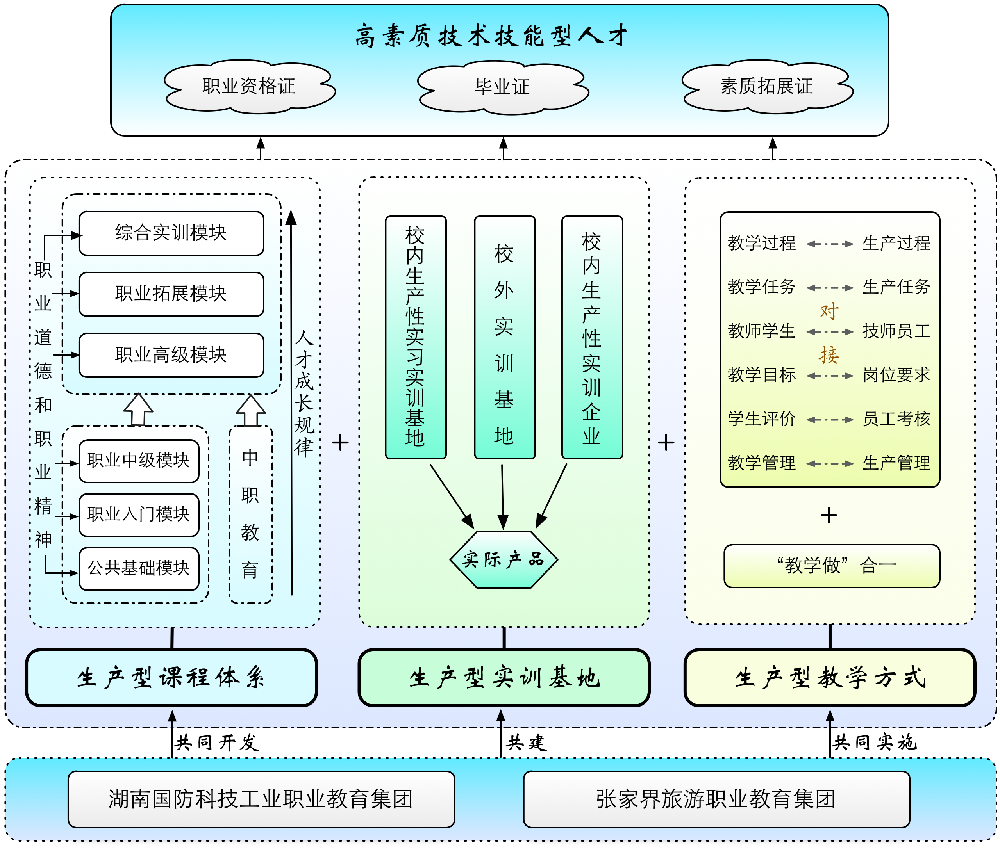 高素质技术技能型人才
职业资格证
毕业证
素质拓展证
职业道德和职业精神
综合实训模块
职业拓展模块
职业高级模块
职业中级模块
职业入门模块
公共基础模块
中职教育
人才成长规律
+
校内生产性实习实训基地
校外实训基地
校内生产性实训企业
实际产品
+
教学过程 生产过程
教学任务 生产任务
对
教师学生 技师员工
接
教学目标 岗位要求
学生评价 员工考核
教学管理 生产管理
+
“教学做” 合一
生产型课程体系
生产型实训基地
生产型教学方式
共同开发
共建
共同实施
湖南国防科技工业职业教育集团
张家界旅游职业教育集团